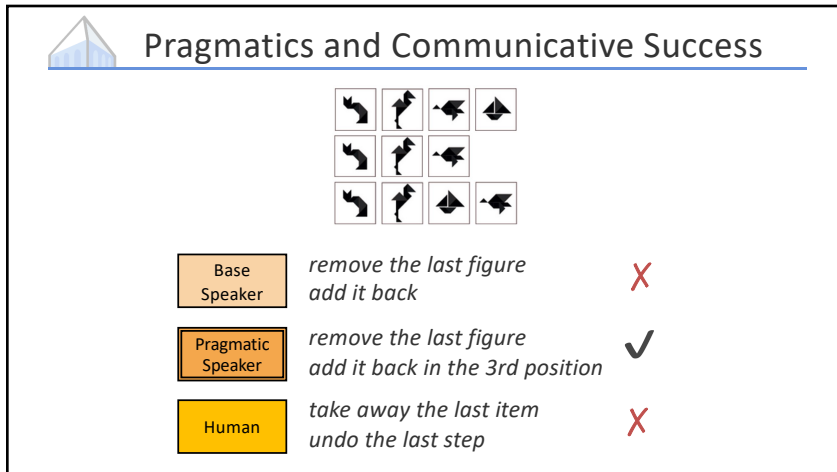 Pragmatics and Communicative Success
Base
Speaker
remove the last figure
add it back
✗
Pragmatic
Speaker
remove the last figure
add it back in the 3rd position
✓
Human
take away the last item
undo the last step
✗